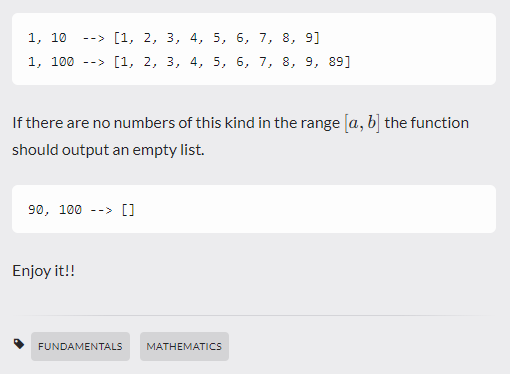 1, 10  --> [1, 2, 3, 4, 5, 6, 7, 8, 9]
1, 100 --> [1, 2, 3, 4, 5, 6, 7, 8, 9, 89]
If there are no numbers of this kind in the range [a, b] the function
should output an empty list.
90, 100 --> []
Enjoy it!!
FUNDAMENTALS MATHEMATICS